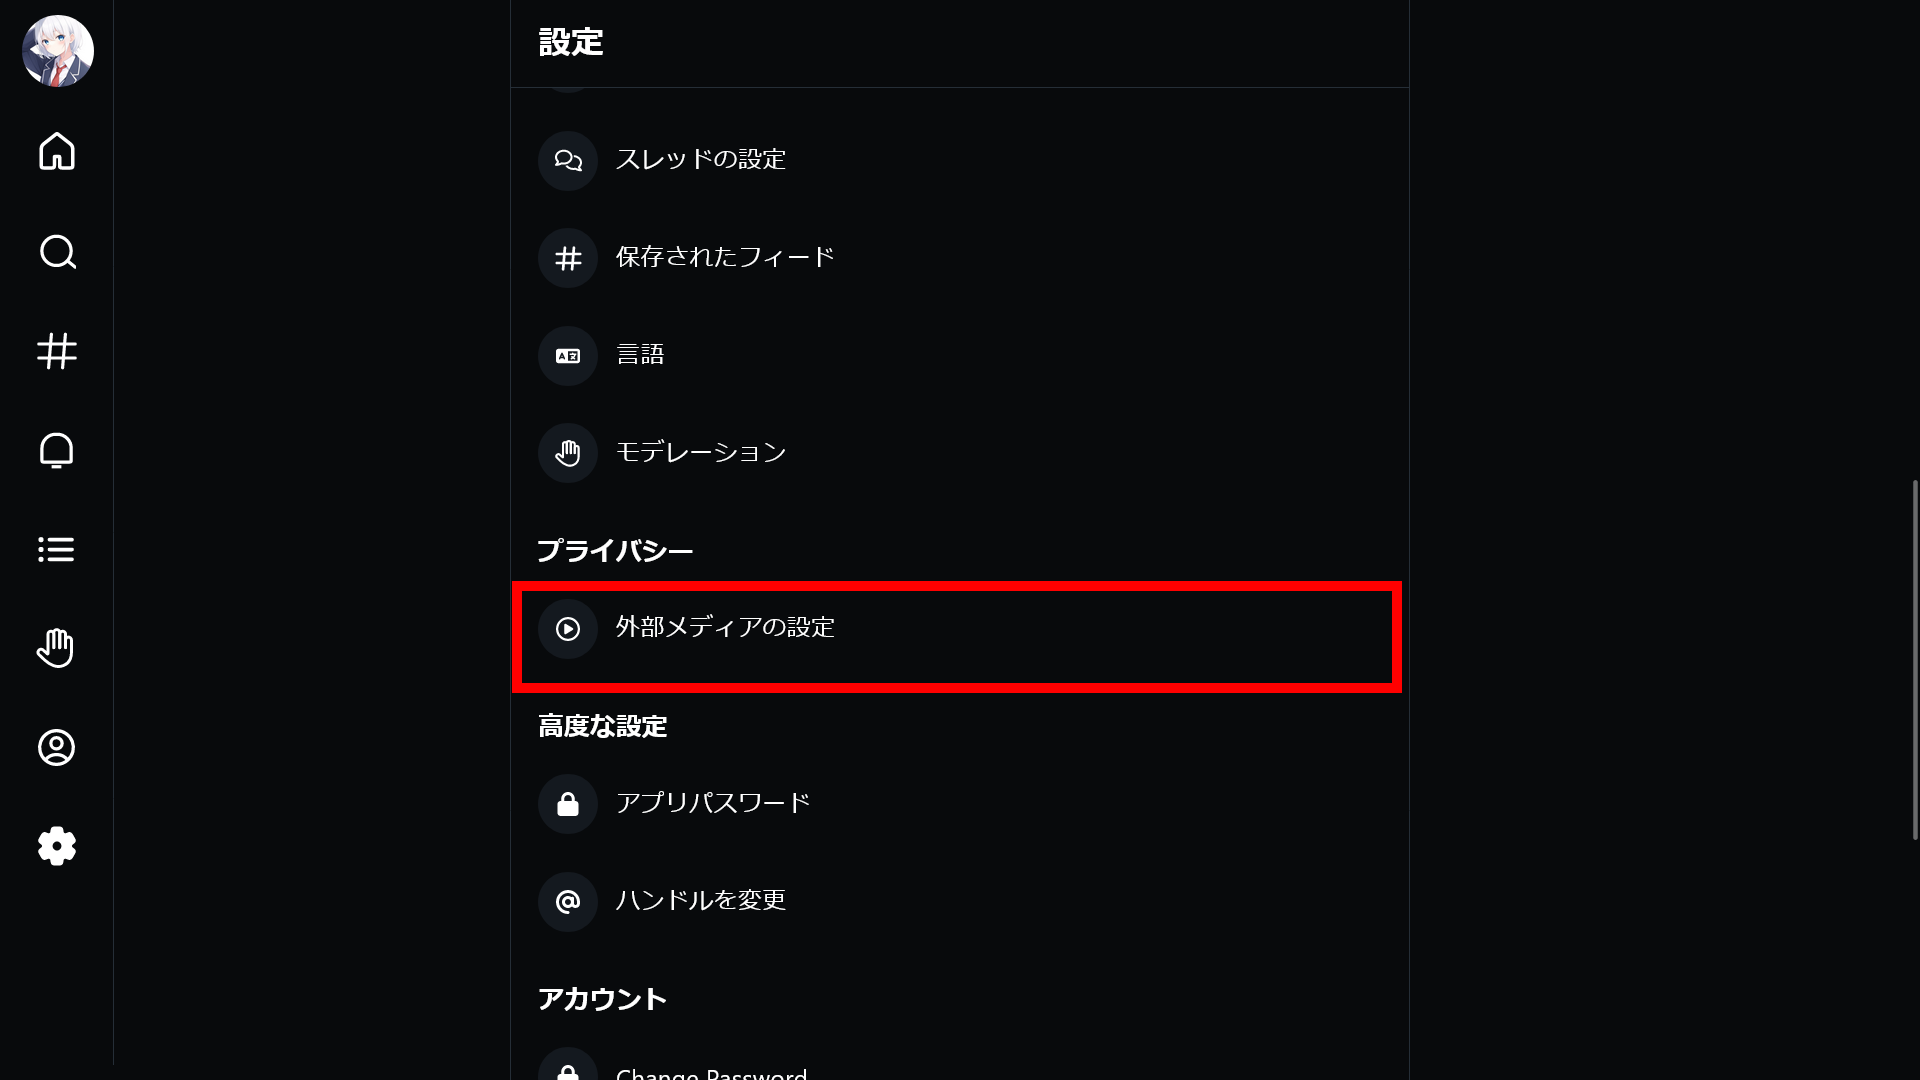 設定
スレッドの設定
保存されたフィード
言語
モデレーション
プライバシー
外部メディアの設定
高度な設定
アプリパスワード
ハンドルを変更
アカウント
Change Password